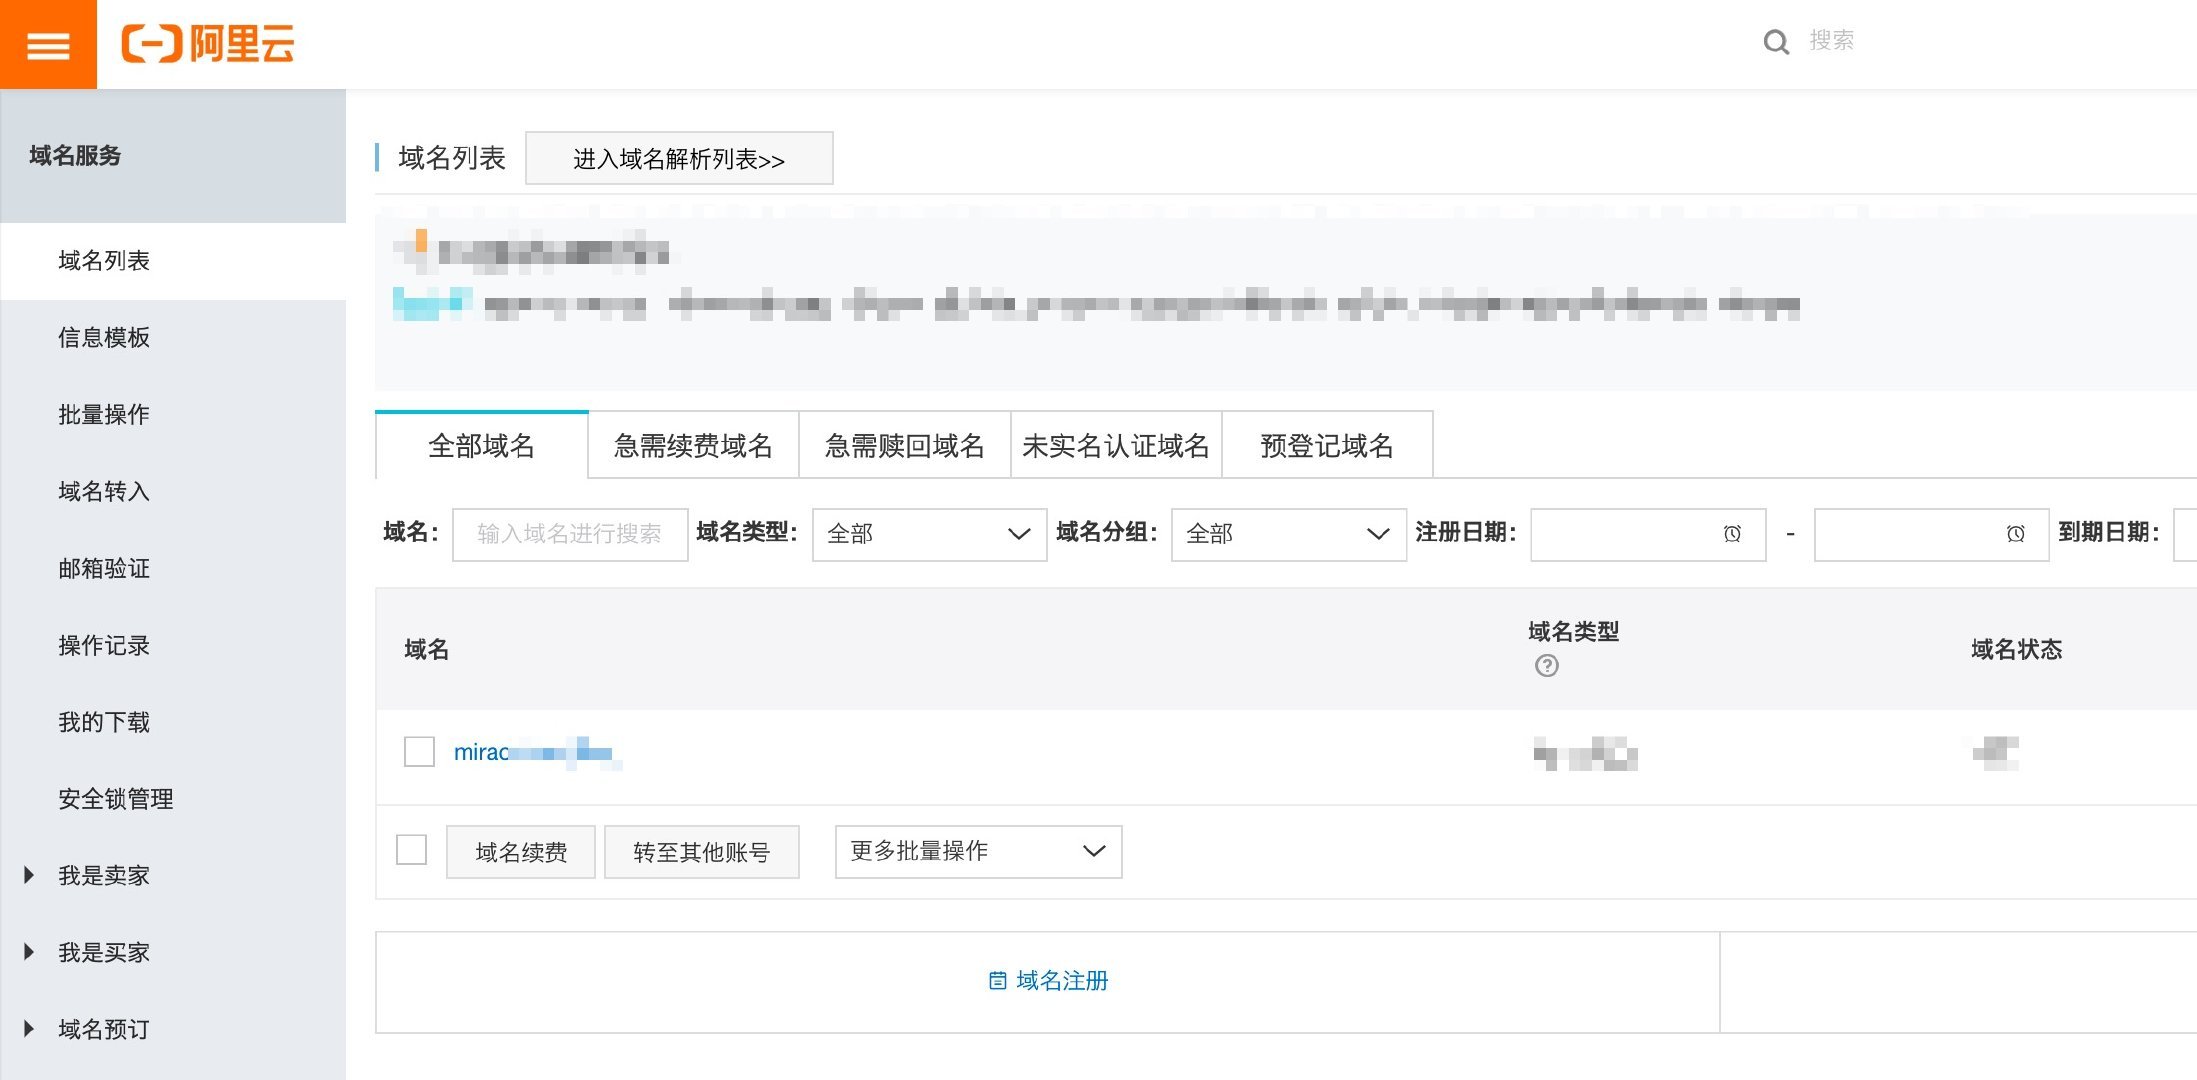 阿里云
搜索
域名服务
域名列表
信息模板
批量操作
域名转入
邮箱验证
操作记录
我的下载
安全锁管理
我是卖家
我是买家
域名预订
域名列表 进入域名解析列表>>
全部域名 急需续费域名 急需赎回域名 未实名认证域名 预登记域名
域名： 输入域名进行搜索 域名类型： 全部 域名分组： 全部 注册日期： - 到期日期：
域名 域名类型 域名状态
域名续费 转至其他账号 更多批量操作
域名注册